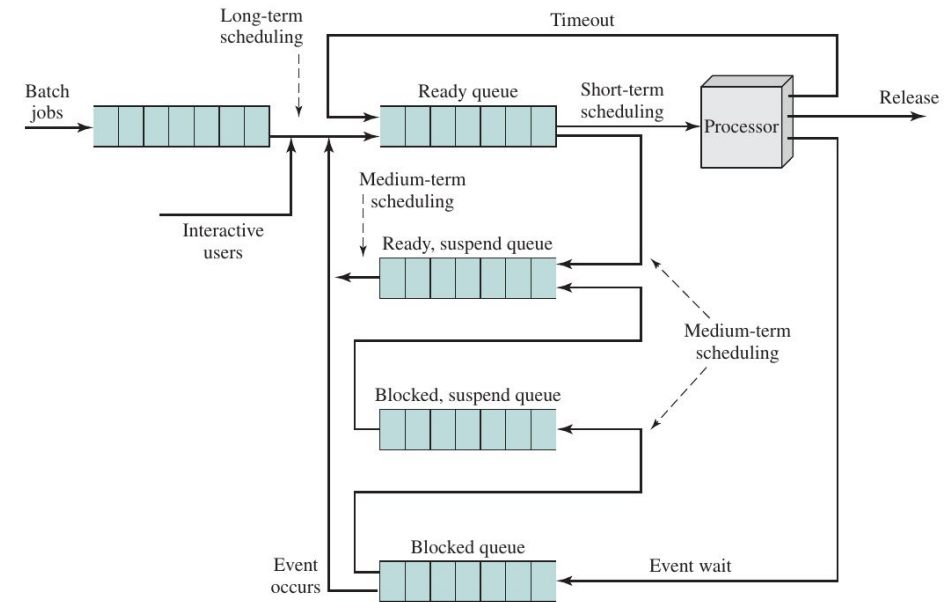 Long-term
scheduling
Timeout
Batch
jobs
Ready queue
Short-term
scheduling
Processor
Release
Medium-term
scheduling
Interactive
users
Ready, suspend queue
Medium-term
scheduling
Blocked, suspend queue
Blocked queue
Event
occurs
Event wait